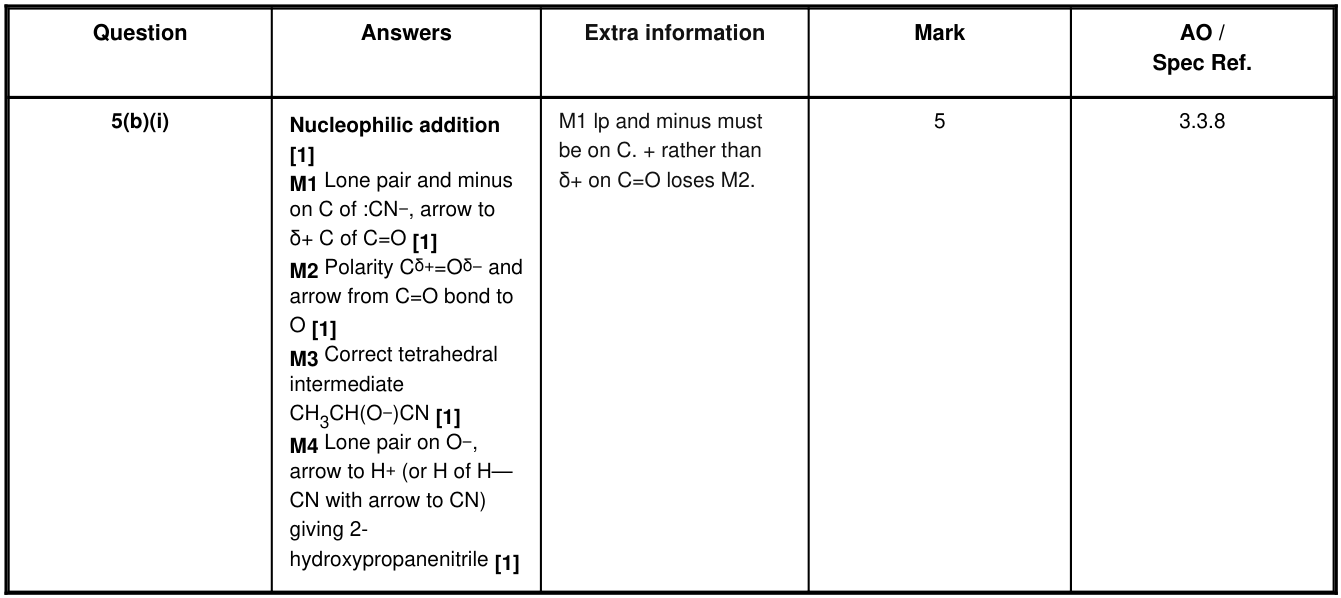 Question Answers Extra information Mark AO /
Spec Ref.
5(b)(i) Nucleophilic addition M1 lp and minus must 5 3.3.8
[1] be on C. + rather than
M1 Lone pair and minus δ+ on C=O loses M2.
on C of :CN−, arrow to
δ+ C of C=O [1]
M2 Polarity Cδ+=Oδ− and
arrow from C=O bond to
O [1]
M3 Correct tetrahedral
intermediate
CH3CH(O−)CN [1]
M4 Lone pair on O−,
arrow to H+ (or H of H—
CN with arrow to CN)
giving 2-
hydroxypropanenitrile [1]